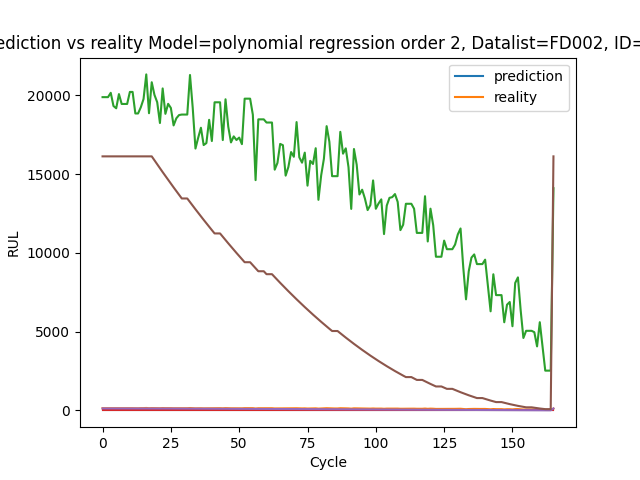 ediction vs reality Model=polynomial regression order 2, Datalist=FD002, ID=
prediction
reality
RUL
20000
15000
10000
5000
0
0 25 50 75 100 125 150
Cycle